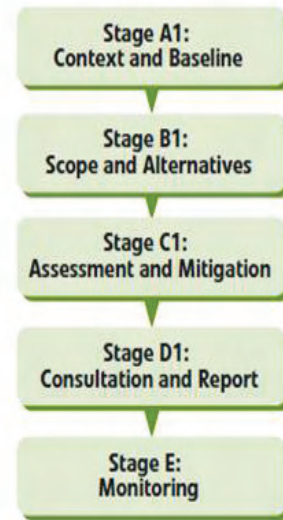 Stage A1:
Context and Baseline
Stage B1:
Scope and Alternatives
Stage C1:
Assessment and Mitigation
Stage D1:
Consultation and Report
Stage E:
Monitoring